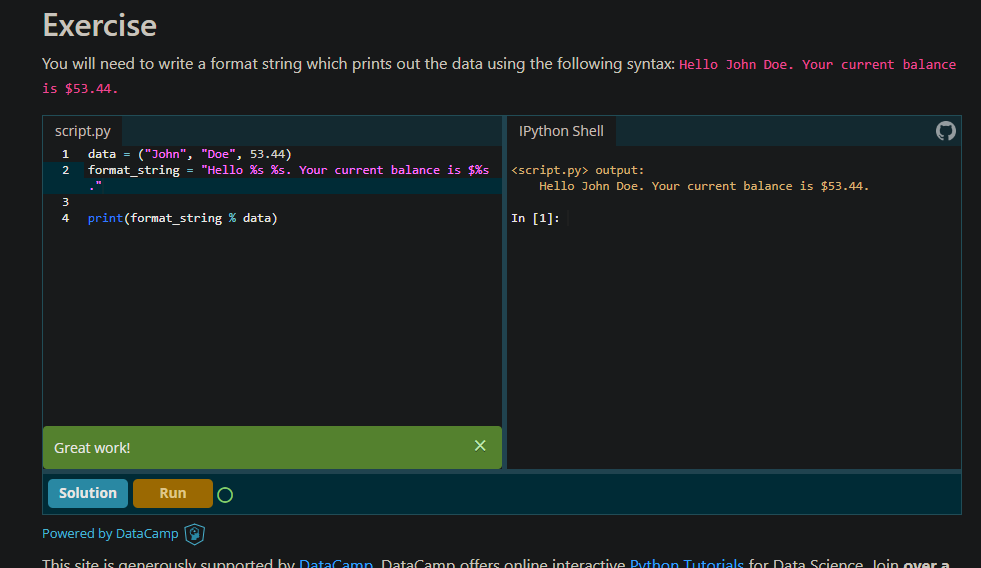 Exercise
You will need to write a format string which prints out the data using the following syntax: Hello John Doe. Your current balance
is $53.44.
script.py
1 data = ("John", "Doe", 53.44)
2 format_string = "Hello %s %s. Your current balance is $%s
."
3
4 print(format_string % data)
IPython Shell
<script.py> output:
Hello John Doe. Your current balance is $53.44.
In [1]:
Great work!
Solution
Run
Powered by DataCamp
This site is generously supported by DataCamp. DataCamp offers online interactive Python Tutorials for Data Science. Join over a